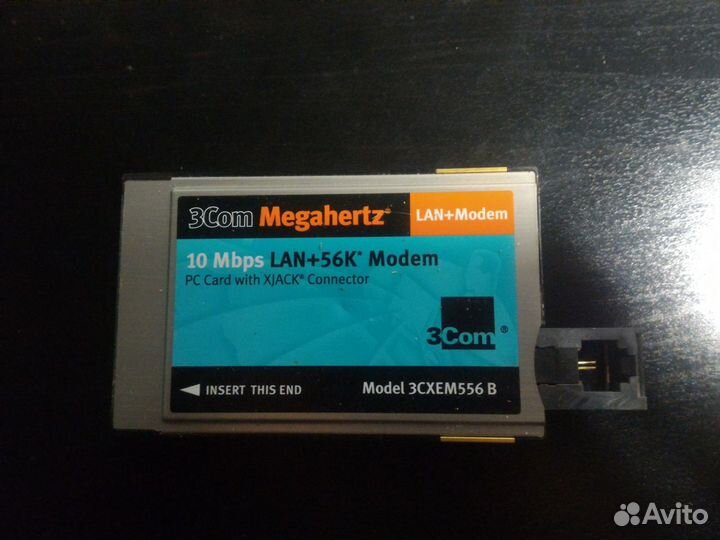 3Com Megahertz® LAN+Modem
10 Mbps LAN+56K* Modem
PC Card with XJACK® Connector
3Com®
INSERT THIS END Model 3CXEM556 B
Avito